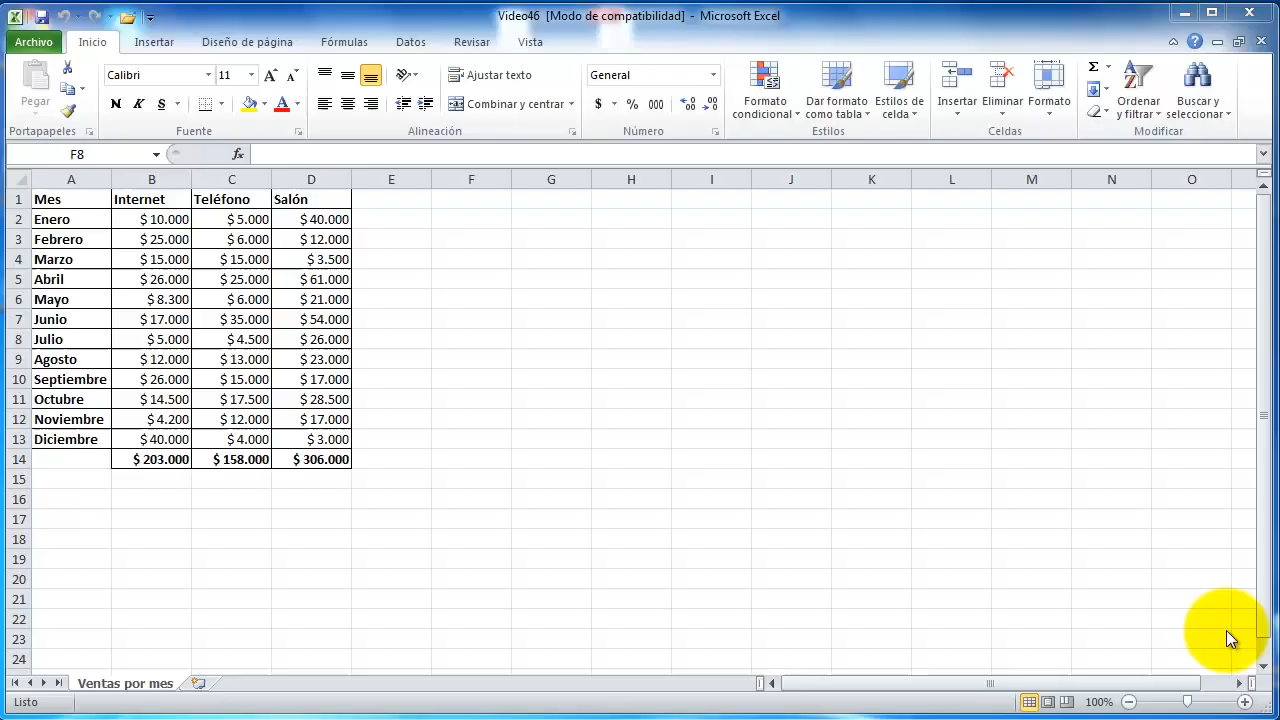 Video46 [Modo de compatibilidad] - Microsoft Excel
Archivo Inicio Insertar Diseño de página Fórmulas Datos Revisar Vista
Pegar
Calibri 11
N K S
Ajustar texto
Combinar y centrar
General
$ % 000
Formato condicional
Dar formato como tabla
Estilos de celda
Eliminar Formato
Ordenar y filtrar
Buscar y seleccionar
Portapapeles Fuente Alineación Número Estilos Celdas Modificar
F8 fx
A B C D E F G H I J K L M N O
1 Mes Internet Teléfono Salón
2 Enero $ 10.000 $ 5.000 $ 40.000
3 Febrero $ 25.000 $ 6.000 $ 12.000
4 Marzo $ 15.000 $ 15.000 $ 3.500
5 Abril $ 26.000 $ 25.000 $ 61.000
6 Mayo $ 8.300 $ 6.000 $ 21.000
7 Junio $ 17.000 $ 35.000 $ 54.000
8 Julio $ 5.000 $ 4.500 $ 26.000
9 Agosto $ 12.000 $ 13.000 $ 23.000
10 Septiembre $ 26.000 $ 15.000 $ 17.000
11 Octubre $ 14.500 $ 17.500 $ 28.500
12 Noviembre $ 4.200 $ 12.000 $ 17.000
13 Diciembre $ 40.000 $ 4.000 $ 3.000
14 $ 203.000 $ 158.000 $ 306.000
15
16
17
18
19
20
21
22
23
24
Ventas por mes
Listo 100%